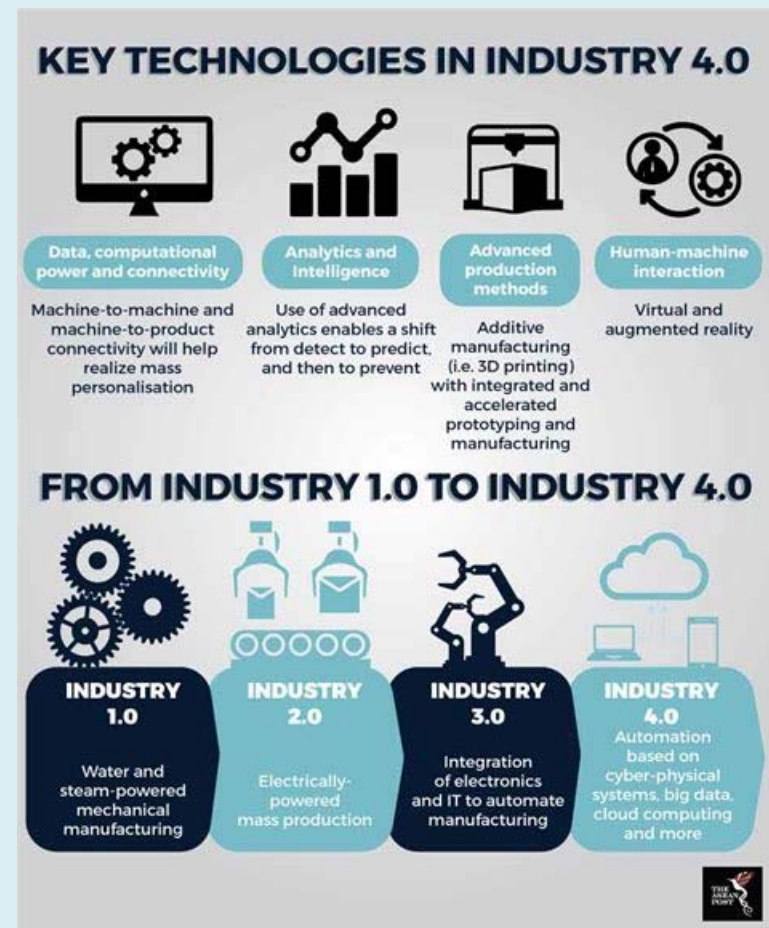 KEY TECHNOLOGIES IN INDUSTRY 4.0
Data, computational
power and connectivity
Machine-to-machine and
machine-to-product
connectivity will help
realize mass
personalisation
Analytics and
Intelligence
Use of advanced
analytics enables a shift
from detect to predict,
and then to prevent
Advanced
production
methods
Additive
manufacturing
(i.e. 3D printing)
with integrated and
accelerated
prototyping and
manufacturing
Human-machine
interaction
Virtual and
augmented reality
FROM INDUSTRY 1.0 TO INDUSTRY 4.0
INDUSTRY
1.0
Water and
steam-powered
mechanical
manufacturing
INDUSTRY
2.0
Electrically-
powered
mass production
INDUSTRY
3.0
Integration
of electronics
and IT to automate
manufacturing
INDUSTRY
4.0
Automation
based on
cyber-physical
systems, big data,
cloud computing
and more
THE
ASEAN
POST